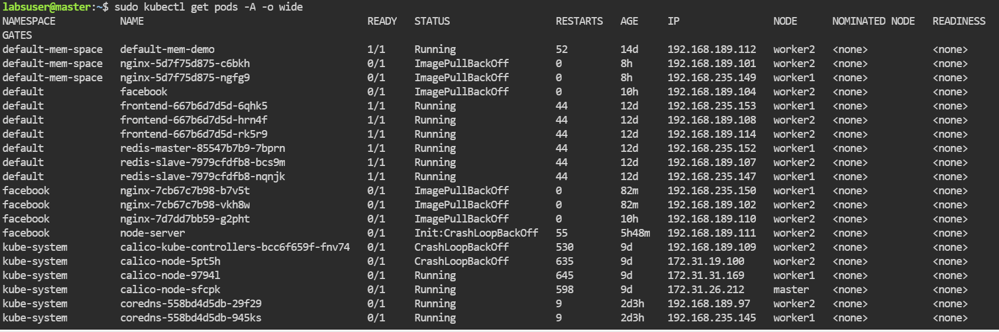 labsuser@master:~$ sudo kubectl get pods -A -o wide
NAMESPACE NAME READY STATUS RESTARTS AGE IP NODE NOMINATED NODE READINESS
GATES
default-mem-space default-mem-demo 1/1 Running 52 14d 192.168.189.112 worker2 <none> <none>
default-mem-space nginx-5d7f75d875-c6bkh 0/1 ImagePullBackOff 0 8h 192.168.189.101 worker2 <none> <none>
default-mem-space nginx-5d7f75d875-ngfg9 0/1 ImagePullBackOff 0 8h 192.168.235.149 worker1 <none> <none>
default facebook 0/1 ImagePullBackOff 0 10h 192.168.189.104 worker2 <none> <none>
default frontend-667b6d7d5d-6qhk5 1/1 Running 44 12d 192.168.235.153 worker1 <none> <none>
default frontend-667b6d7d5d-hrn4f 1/1 Running 44 12d 192.168.189.108 worker2 <none> <none>
default frontend-667b6d7d5d-rk5r9 1/1 Running 44 12d 192.168.189.114 worker2 <none> <none>
default redis-master-85547b7b9-7bprn 1/1 Running 44 12d 192.168.235.152 worker1 <none> <none>
default redis-slave-7979cfdfb8-bcs9m 1/1 Running 44 12d 192.168.189.107 worker2 <none> <none>
default redis-slave-7979cfdfb8-nqnjk 1/1 Running 44 12d 192.168.235.147 worker1 <none> <none>
facebook nginx-7cb67c7b98-b7v5t 0/1 ImagePullBackOff 0 82m 192.168.235.150 worker1 <none> <none>
facebook nginx-7cb67c7b98-vkh8w 0/1 ImagePullBackOff 0 82m 192.168.189.102 worker2 <none> <none>
facebook nginx-7d7dd7bb59-g2pht 0/1 ImagePullBackOff 0 10h 192.168.189.110 worker2 <none> <none>
facebook node-server 0/1 Init:CrashLoopBackOff 55 5h48m 192.168.189.111 worker2 <none> <none>
kube-system calico-kube-controllers-bcc6f659f-fnv74 0/1 CrashLoopBackOff 530 9d 192.168.189.109 worker2 <none> <none>
kube-system calico-node-5pt5h 0/1 CrashLoopBackOff 635 9d 172.31.19.100 worker2 <none> <none>
kube-system calico-node-9794l 0/1 Running 645 9d 172.31.31.169 worker1 <none> <none>
kube-system calico-node-sfcpk 0/1 Running 598 9d 172.31.26.212 master <none> <none>
kube-system coredns-558bd4d5db-29f29 0/1 Running 9 2d3h 192.168.189.97 worker2 <none> <none>
kube-system coredns-558bd4d5db-945ks 0/1 Running 9 2d3h 192.168.235.145 worker1 <none> <none>